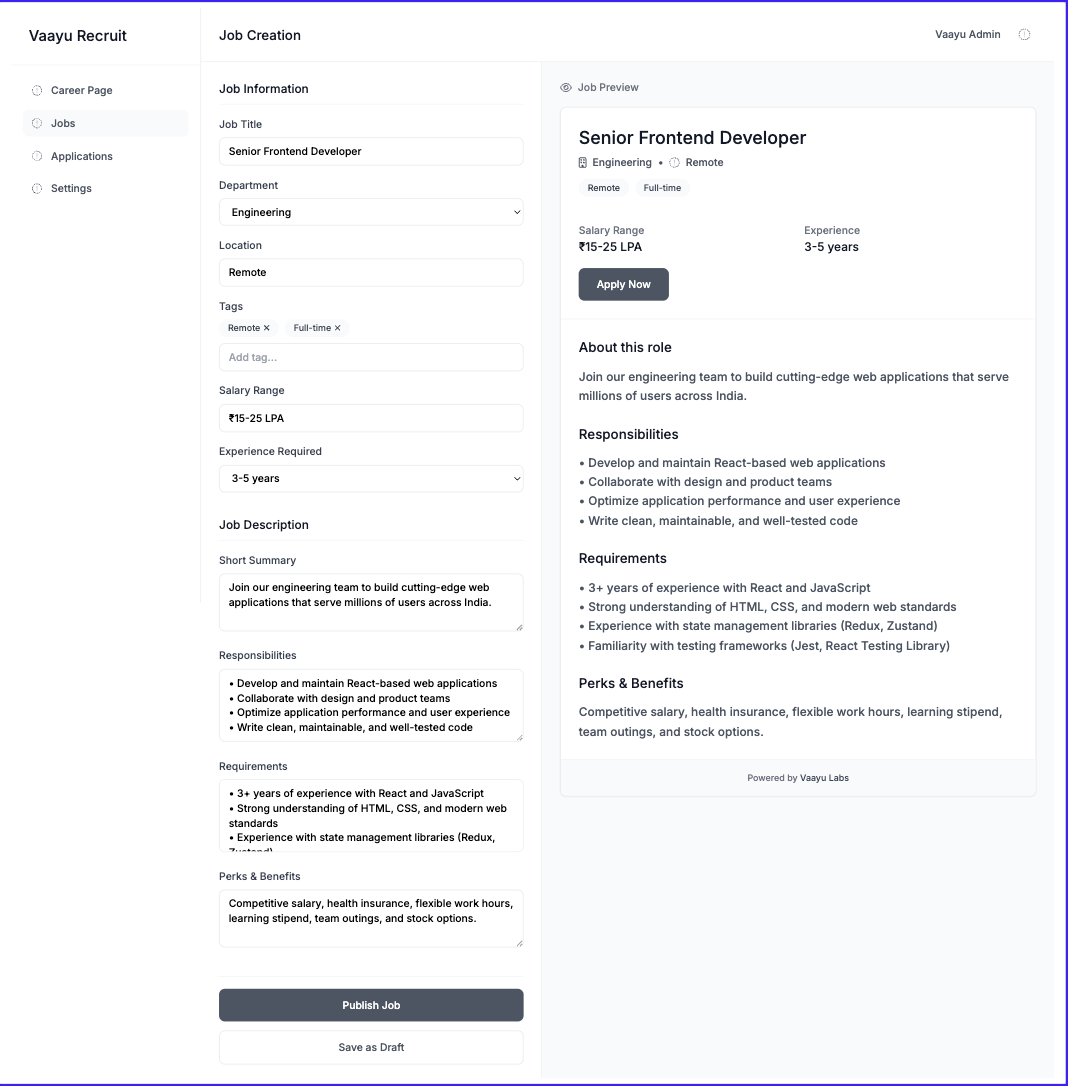 Vaayu Recruit
Career Page
Jobs
Applications
Settings
Job Creation
Vaayu Admin
Job Information
Job Title
Senior Frontend Developer
Department
Engineering
Location
Remote
Tags
Remote ✕ Full-time ✕
Add tag...
Salary Range
₹15-25 LPA
Experience Required
3-5 years
Job Description
Short Summary
Join our engineering team to build cutting-edge web
applications that serve millions of users across India.
Responsibilities
• Develop and maintain React-based web applications
• Collaborate with design and product teams
• Optimize application performance and user experience
• Write clean, maintainable, and well-tested code
Requirements
• 3+ years of experience with React and JavaScript
• Strong understanding of HTML, CSS, and modern web
standards
• Experience with state management libraries (Redux,
Zustand)
Perks & Benefits
Competitive salary, health insurance, flexible work hours,
learning stipend, team outings, and stock options.
Publish Job
Save as Draft
Job Preview
Senior Frontend Developer
Engineering • Remote
Remote Full-time
Salary Range Experience
₹15-25 LPA 3-5 years
Apply Now
About this role
Join our engineering team to build cutting-edge web applications that serve
millions of users across India.
Responsibilities
• Develop and maintain React-based web applications
• Collaborate with design and product teams
• Optimize application performance and user experience
• Write clean, maintainable, and well-tested code
Requirements
• 3+ years of experience with React and JavaScript
• Strong understanding of HTML, CSS, and modern web standards
• Experience with state management libraries (Redux, Zustand)
• Familiarity with testing frameworks (Jest, React Testing Library)
Perks & Benefits
Competitive salary, health insurance, flexible work hours, learning stipend,
team outings, and stock options.
Powered by Vaayu Labs